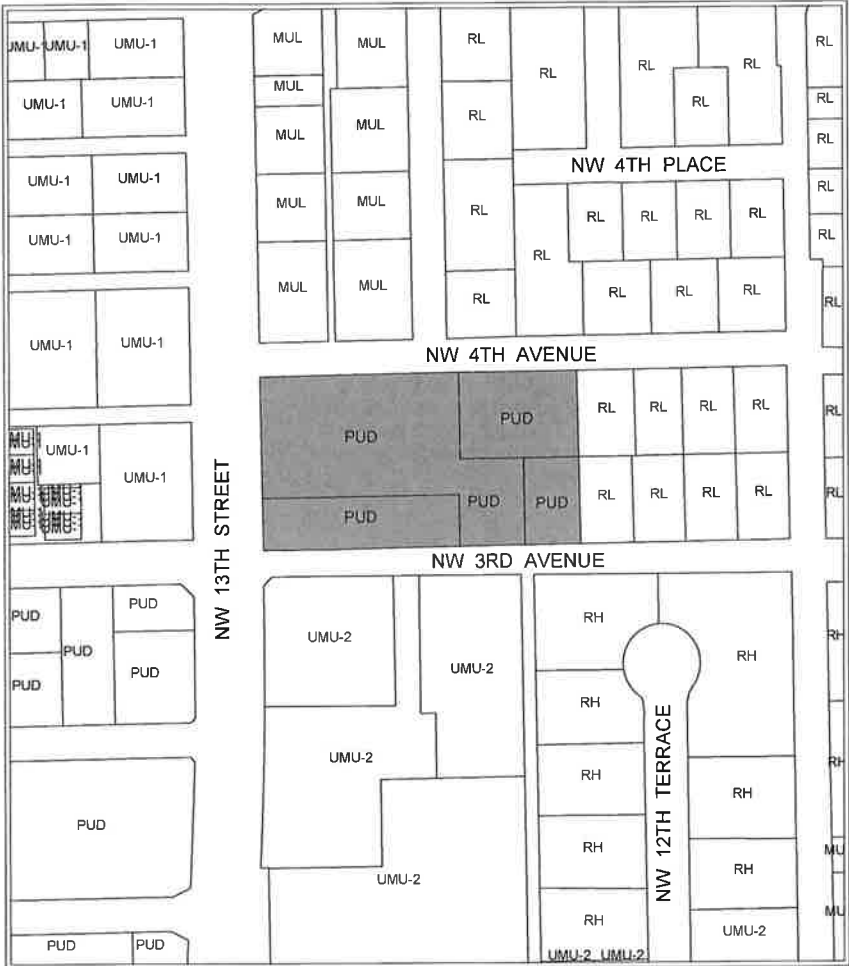 UMU-1 UMU-1 MUL MUL RL RL RL RL RL
UMU-1 UMU-1 MUL MUL RL RL RL
NW 4TH PLACE
MUL RL RL
UMU-1 UMU-1 MUL MUL RL RL RL RL RL RL RL
UMU-1 UMU-1 RL RL
MUL MUL RL RL RL RL RL
UMU-1 UMU-1
NW 4TH AVENUE
PUD PUD RL RL RL RL RL
UMU-1 UMU-1
PUD PUD PUD RL RL RL RL RL
NW 13TH STREET
NW 3RD AVENUE
PUD PUD RH RH
PUD UMU-2 UMU-2 RH
PUD PUD RH
UMU-2 NW 12TH TERRACE
PUD RH RH RH
RH RH
UMU-2 RH UMU-2
PUD PUD UMU-2 UMU-2